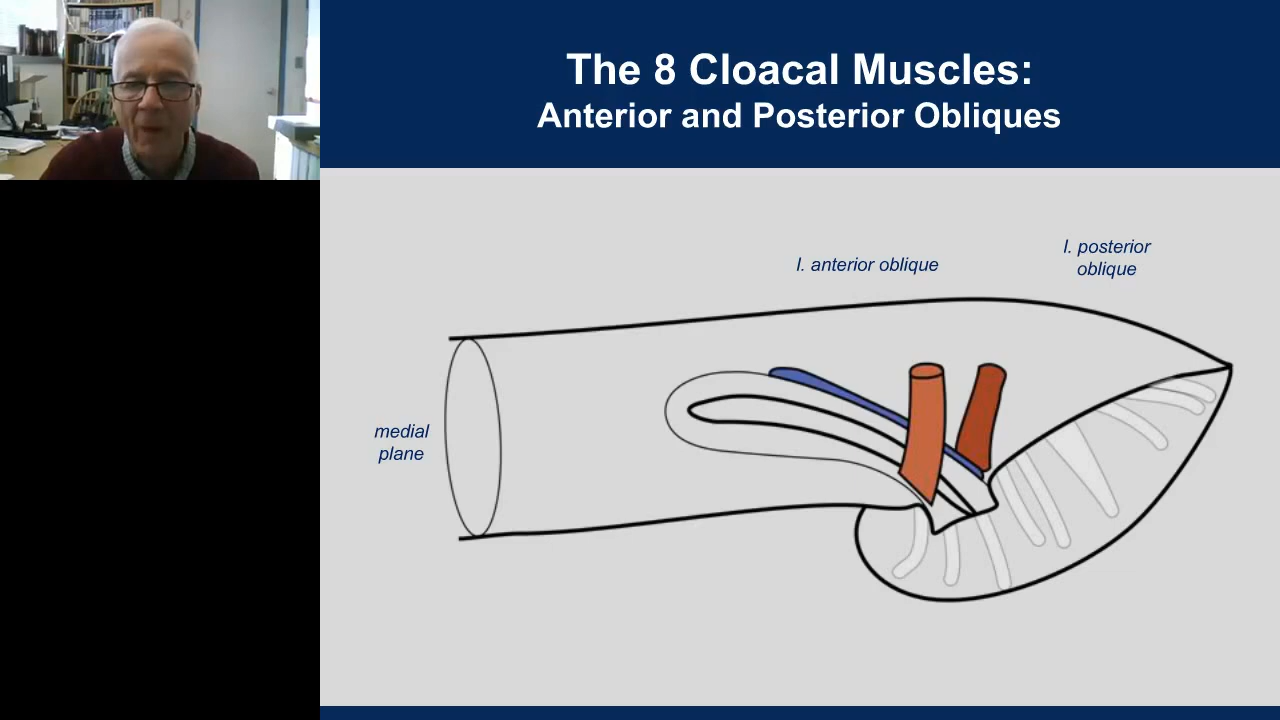 The 8 Cloacal Muscles:
Anterior and Posterior Obliques
l. anterior oblique
l. posterior
oblique
medial
plane